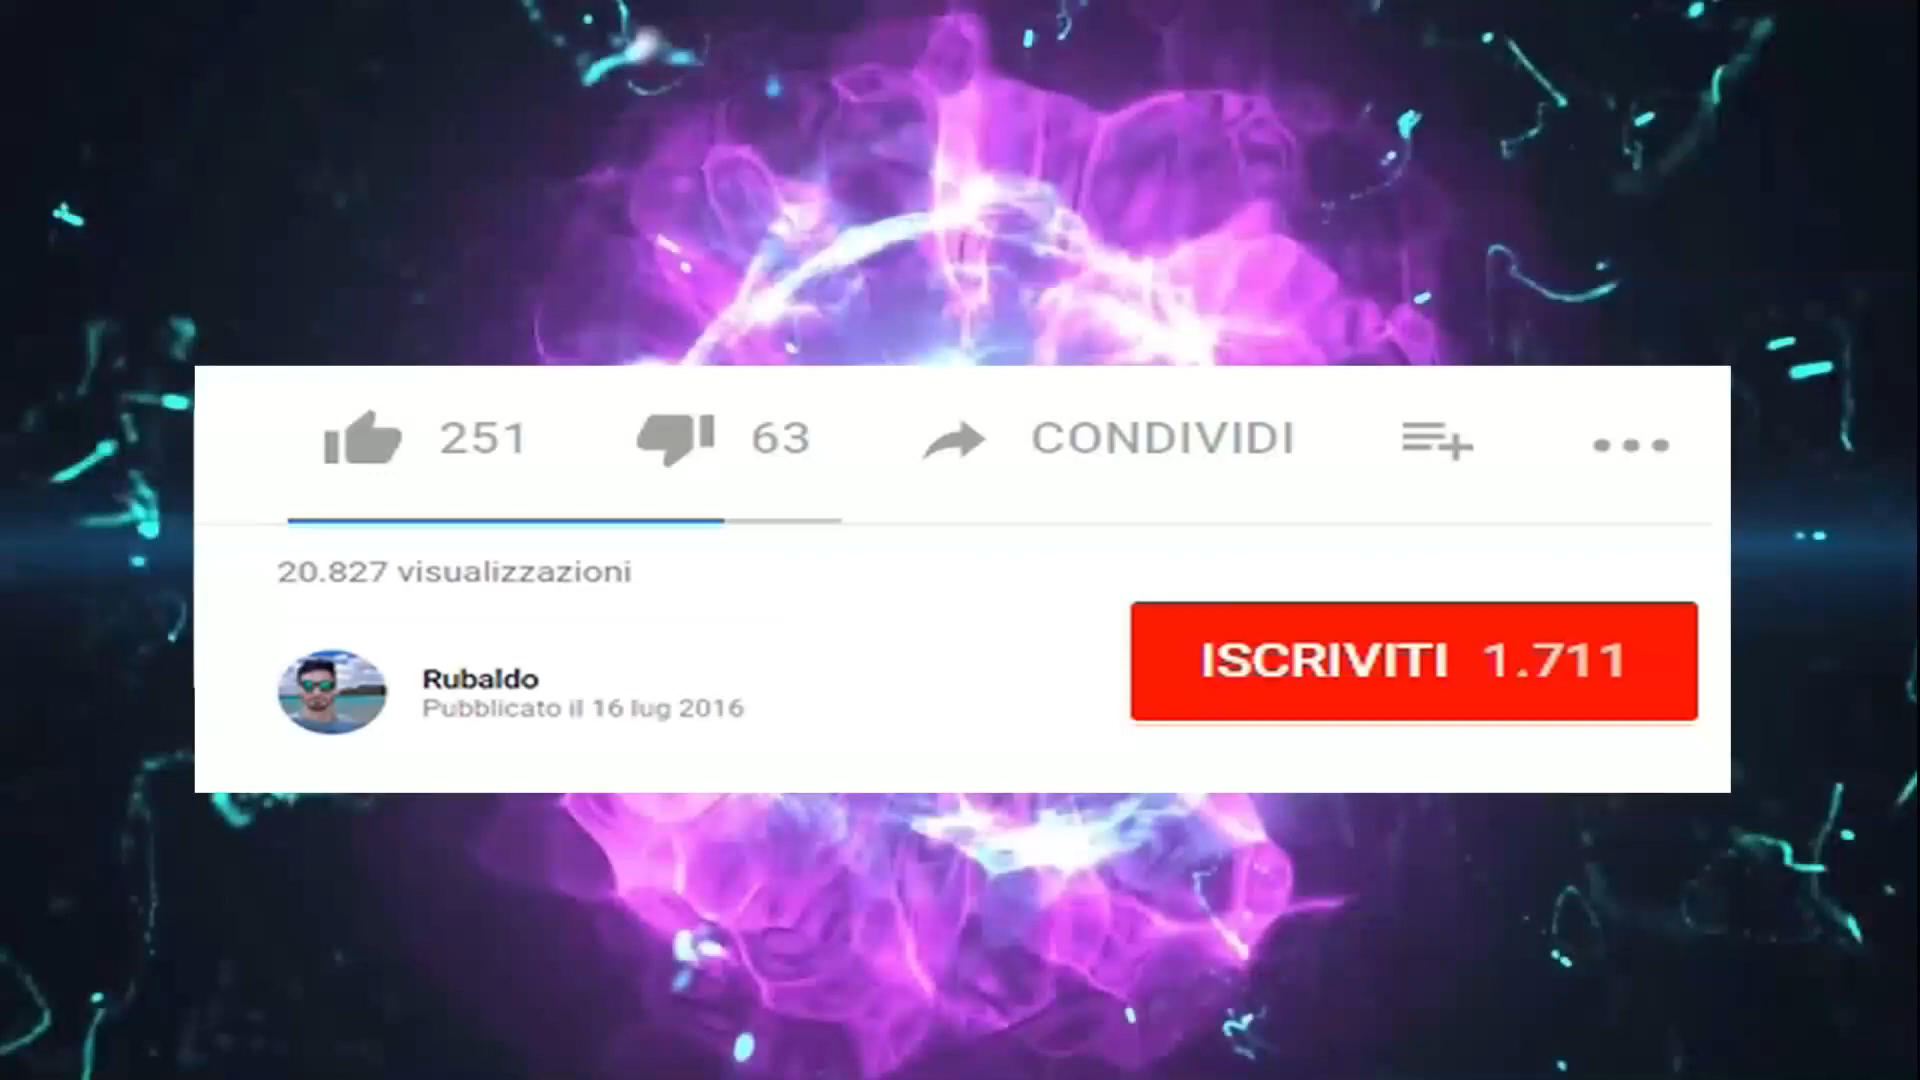 251 63 CONDIVIDI
20.827 visualizzazioni
ISCRIVITI 1.711
Rubaldo
Pubblicato il 16 lug 2016